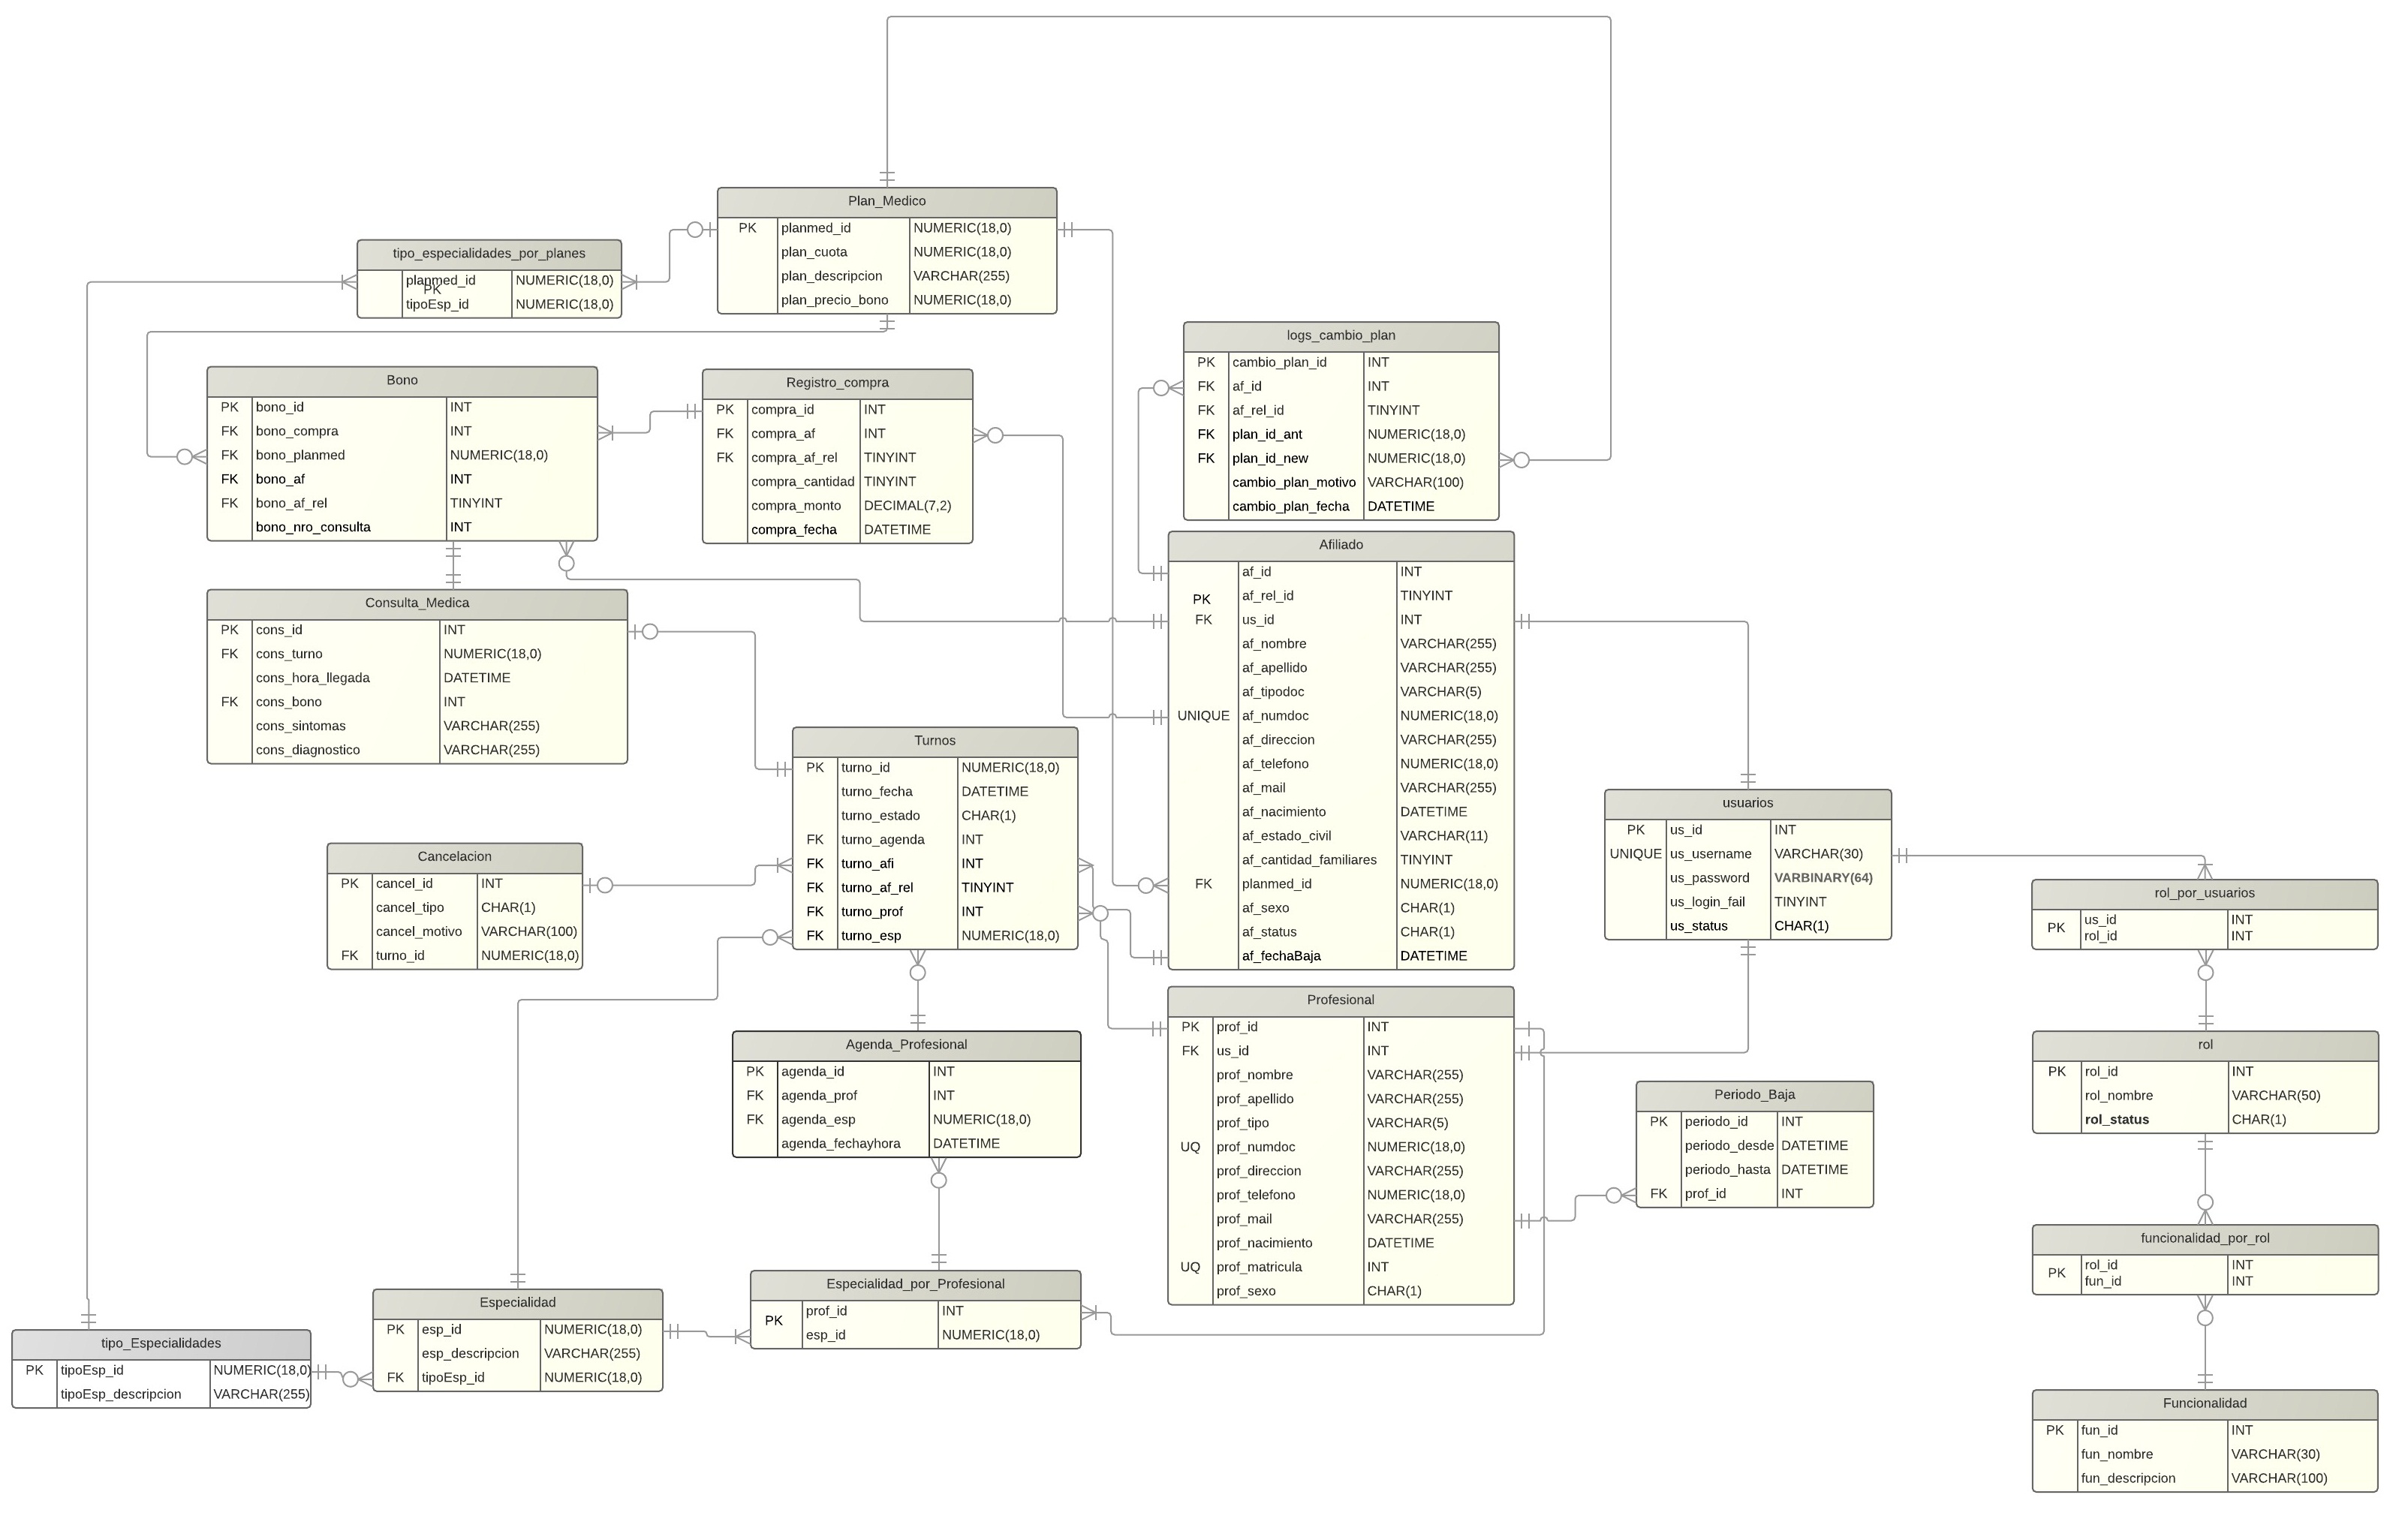 Plan_Medico
PK planmed_id NUMERIC(18,0)
plan_cuota NUMERIC(18,0)
plan_descripcion VARCHAR(255)
plan_precio_bono NUMERIC(18,0)
tipo_especialidades_por_planes
planmed_id NUMERIC(18,0)
PK
tipoEsp_id NUMERIC(18,0)
logs_cambio_plan
PK cambio_plan_id INT
FK af_id INT
FK af_rel_id TINYINT
FK plan_id_ant NUMERIC(18,0)
FK plan_id_new NUMERIC(18,0)
cambio_plan_motivo VARCHAR(100)
cambio_plan_fecha DATETIME
Bono
PK bono_id INT
FK bono_compra INT
FK bono_planmed NUMERIC(18,0)
FK bono_af INT
FK bono_af_rel TINYINT
bono_nro_consulta INT
Registro_compra
PK compra_id INT
FK compra_af INT
FK compra_af_rel TINYINT
compra_cantidad TINYINT
compra_monto DECIMAL(7,2)
compra_fecha DATETIME
Afiliado
af_id INT
PK af_rel_id TINYINT
FK us_id INT
af_nombre VARCHAR(255)
af_apellido VARCHAR(255)
af_tipodoc VARCHAR(5)
UNIQUE af_numdoc NUMERIC(18,0)
af_direccion VARCHAR(255)
af_telefono NUMERIC(18,0)
af_mail VARCHAR(255)
af_nacimiento DATETIME
af_estado_civil VARCHAR(11)
af_cantidad_familiares TINYINT
FK planmed_id NUMERIC(18,0)
af_sexo CHAR(1)
af_status CHAR(1)
af_fechaBaja DATETIME
Consulta_Medica
PK cons_id INT
FK cons_turno NUMERIC(18,0)
cons_hora_llegada DATETIME
FK cons_bono INT
cons_sintomas VARCHAR(255)
cons_diagnostico VARCHAR(255)
Turnos
PK turno_id NUMERIC(18,0)
turno_fecha DATETIME
turno_estado CHAR(1)
FK turno_agenda INT
FK turno_afi INT
FK turno_af_rel TINYINT
FK turno_prof INT
FK turno_esp NUMERIC(18,0)
usuarios
PK us_id INT
UNIQUE us_username VARCHAR(30)
us_password VARBINARY(64)
us_login_fail TINYINT
us_status CHAR(1)
Cancelacion
PK cancel_id INT
cancel_tipo CHAR(1)
cancel_motivo VARCHAR(100)
FK turno_id NUMERIC(18,0)
rol_por_usuarios
us_id INT
PK
rol_id INT
Profesional
PK prof_id INT
FK us_id INT
prof_nombre VARCHAR(255)
prof_apellido VARCHAR(255)
prof_tipo VARCHAR(5)
UQ prof_numdoc NUMERIC(18,0)
prof_direccion VARCHAR(255)
prof_telefono NUMERIC(18,0)
prof_mail VARCHAR(255)
prof_nacimiento DATETIME
UQ prof_matricula INT
prof_sexo CHAR(1)
Agenda_Profesional
PK agenda_id INT
FK agenda_prof INT
FK agenda_esp NUMERIC(18,0)
agenda_fechayhora DATETIME
rol
PK rol_id INT
rol_nombre VARCHAR(50)
rol_status CHAR(1)
Periodo_Baja
PK periodo_id INT
periodo_desde DATETIME
periodo_hasta DATETIME
FK prof_id INT
funcionalidad_por_rol
rol_id INT
PK
fun_id INT
Especialidad_por_Profesional
prof_id INT
PK
esp_id NUMERIC(18,0)
Especialidad
PK esp_id NUMERIC(18,0)
esp_descripcion VARCHAR(255)
FK tipoEsp_id NUMERIC(18,0)
tipo_Especialidades
PK tipoEsp_id NUMERIC(18,0)
tipoEsp_descripcion VARCHAR(255)
Funcionalidad
PK fun_id INT
fun_nombre VARCHAR(30)
fun_descripcion VARCHAR(100)